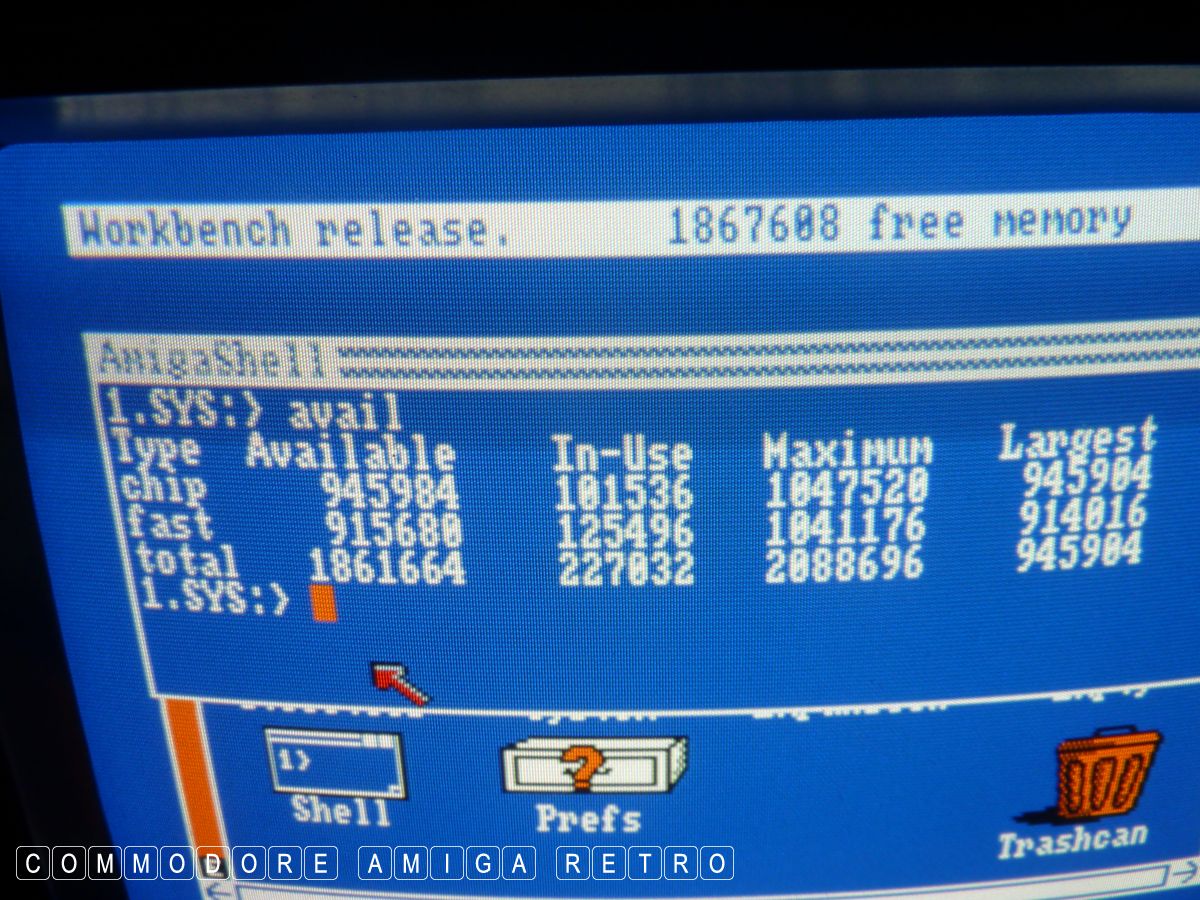 Workbench release. 1867608 free memory
AmigaShell
1.SYS:> avail
Type Available In-Use Maximum Largest
chip 945984 101536 1047520 945904
fast 915680 125496 1041176 914016
total 1861664 227032 2088696 945904
1.SYS:>
1>
?
Shell Prefs Trashcan
COMMODORE AMIGA RETRO